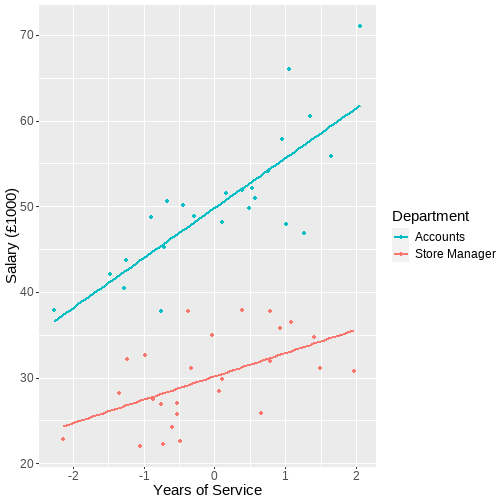 70
60
50
40
30
20
Salary (£1000)
-2 -1 0 1 2
Years of Service
Department
Accounts
Store Manager